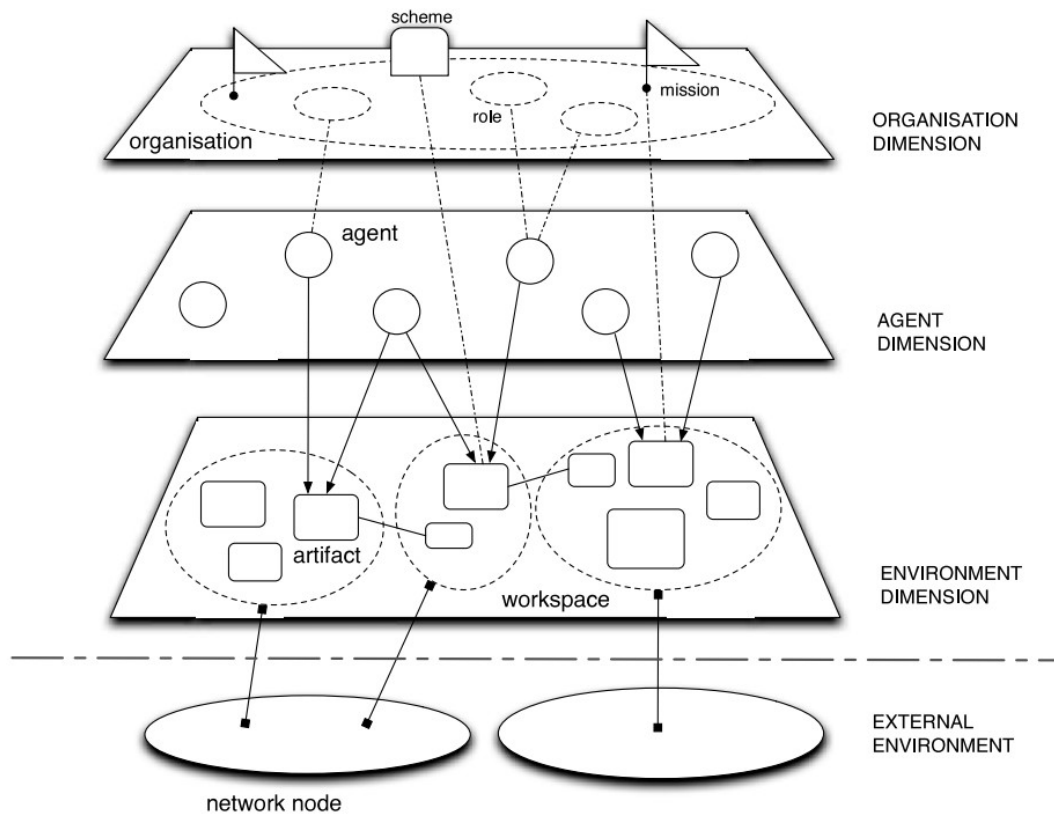 scheme
mission
role
organisation
ORGANISATION
DIMENSION
agent
AGENT
DIMENSION
artifact
workspace
ENVIRONMENT
DIMENSION
EXTERNAL
ENVIRONMENT
network node